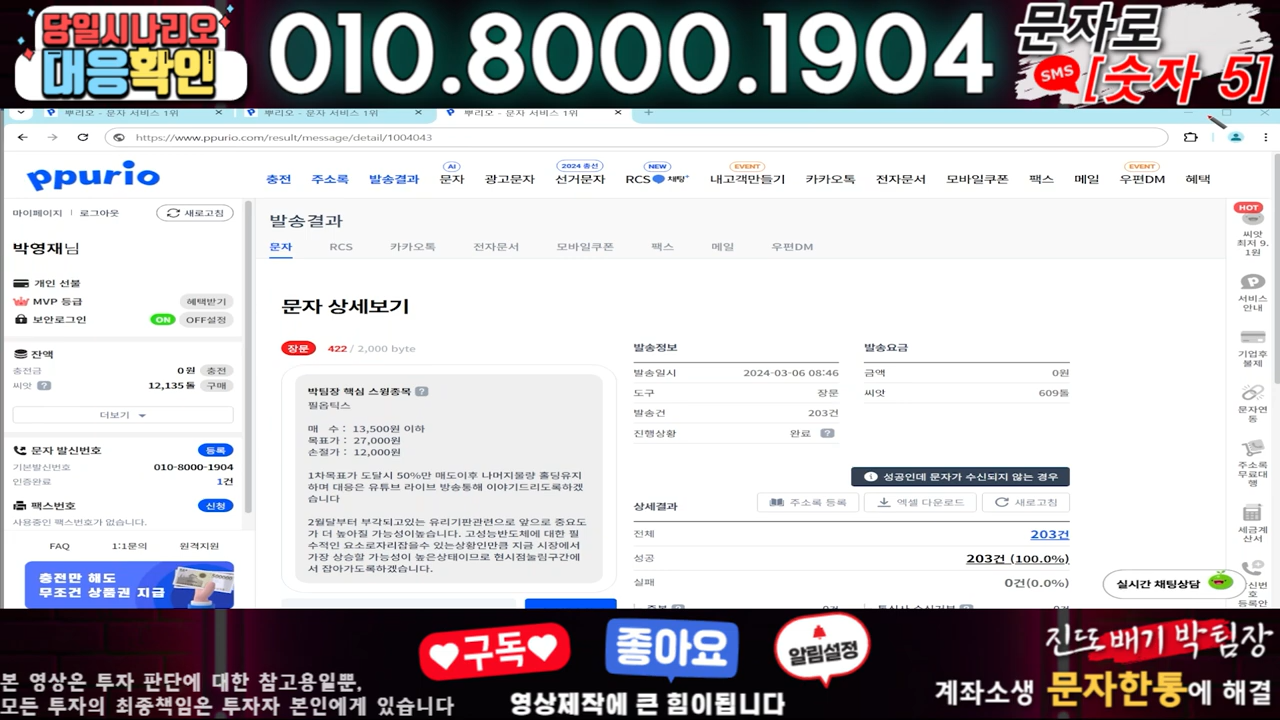 당일시나리오
대응확인
010.8000.1904
문자로
SMS
[숫자 5]
뿌리오 - 문자 서비스 1위
뿌리오 - 문자 서비스 1위
뿌리오 - 문자 서비스 1위
https://www.ppurio.com/result/message/detail/1004043
ppurio
충전
주소록
발송결과
AI
문자
광고문자
2024 총선
선거문자
NEW
RCS 채팅+
EVENT
내고객만들기
카카오톡
전자문서
모바일쿠폰
팩스
메일
EVENT
우편DM
혜택
마이페이지 | 로그아웃
새로고침
박영재님
개인 선불
MVP 등급
혜택받기
보안로그인
ON
OFF설정
잔액
충전금
0원
충전
씨앗 ?
12,135톨
구매
더보기
문자 발신번호
등록
기본발신번호
010-8000-1904
인증완료
1건
팩스번호
신청
사용중인 팩스번호가 없습니다.
FAQ
1:1문의
원격지원
충전만 해도
무조건 상품권 지급
발송결과
문자
RCS
카카오톡
전자문서
모바일쿠폰
팩스
메일
우편DM
문자 상세보기
장문
422 / 2,000 byte
박팀장 핵심 스윙종목 ?
필옵틱스
매 수 : 13,500원 이하
목표가 : 27,000원
손절가 : 12,000원
1차목표가 도달시 50%만 매도이후 나머지물량 홀딩유지
하며 대응은 유튜브 라이브 방송통해 이야기드리도록하겠
습니다
2월달부터 부각되고있는 유리기판관련으로 앞으로 중요도
가 더 높아질 가능성이높습니다. 고성능반도체에 대한 필
수적인 요소로자리잡을수 있는상황인만큼 지금 시장에서
가장 상승할 가능성이 높은상태이므로 현시점눌림구간에
서 잡아가도록하겠습니다.
발송정보
발송일시
2024-03-06 08:46
도구
장문
발송건
203건
진행상황
완료 ?
발송요금
금액
0원
씨앗
609톨
성공인데 문자가 수신되지 않는 경우
상세결과
주소록 등록
엑셀 다운로드
새로고침
전체
203건
성공
203건 (100.0%)
실패
0건(0.0%)
HOT
씨앗
최저 9.
1원
서비스
안내
기업후
불제
문자연
동
주소록
무료대
행
세금계
산서
발신번
호
등록안
실시간 채팅상담
본 영상은 투자 판단에 대한 참고용일뿐,
모든 투자의 최종책임은 투자자 본인에게 있습니다
구독
좋아요
알림설정
영상제작에 큰 힘이됩니다
진또배기 박팀장
계좌소생 문자한통에 해결